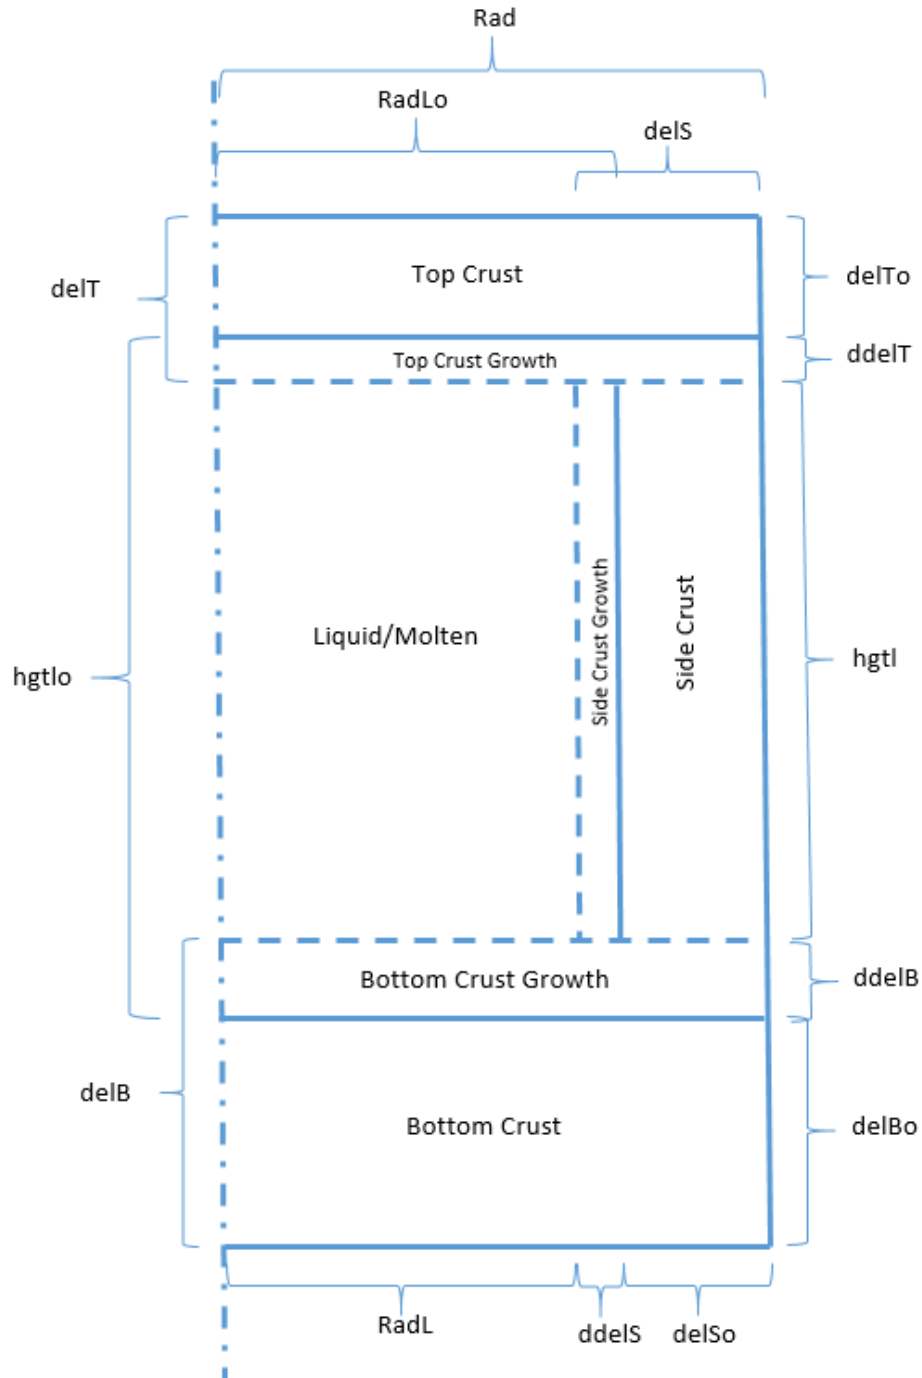 Rad
RadLo
delS
Top Crust
delTo
delT
Top Crust Growth
ddelT
Liquid/Molten
Side Crust Growth
Side Crust
hgtlo
hgtl
Bottom Crust Growth
ddelB
delB
Bottom Crust
delBo
RadL
ddelS
delSo